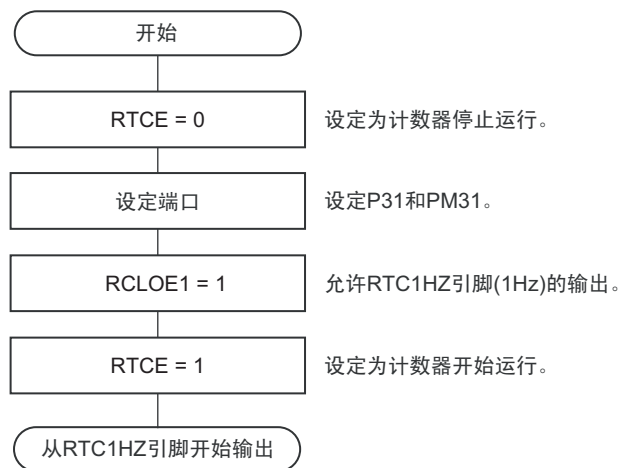 开始
RTCE = 0
设定为计数器停止运行。
设定端口
设定P31和PM31。
RCLOE1 = 1
允许RTC1HZ引脚(1Hz)的输出。
RTCE = 1
设定为计数器开始运行。
从RTC1HZ引脚开始输出